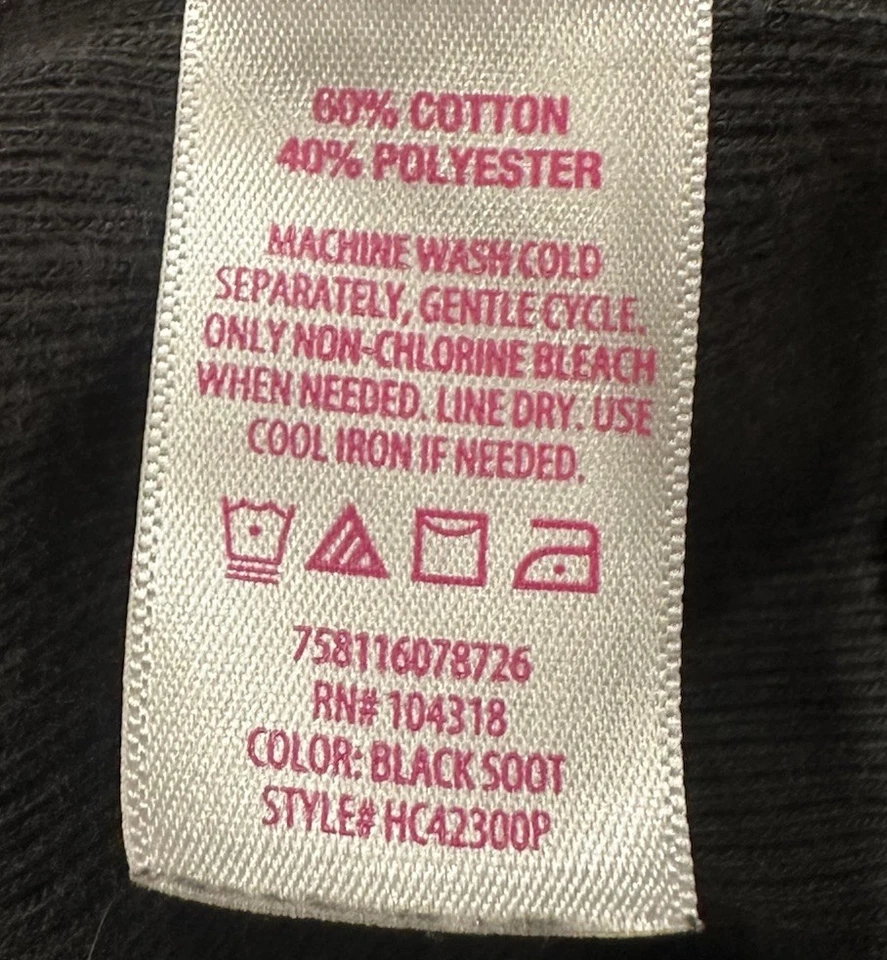 60% COTTON
40% POLYESTER
MACHINE WASH COLD
SEPARATELY, GENTLE CYCLE.
ONLY NON-CHLORINE BLEACH
WHEN NEEDED. LINE DRY. USE
COOL IRON IF NEEDED.
758116078726
RN# 104318
COLOR: BLACK SOOT
STYLE# HC42300P